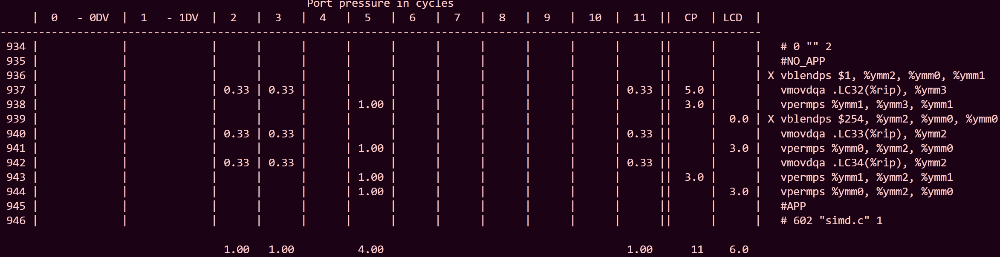 Port pressure in cycles
     |  0   - 0DV  |  1   - 1DV  |  2   |  3   |  4   |  5   |  6   |  7   |  8   |  9   |  10  |  11  ||  CP  | LCD  |
-----------------------------------------------------------------------------------------------------------------------
 934 |             |             |      |      |      |      |      |      |      |      |      |      ||      |      |   # 0 "" 2
 935 |             |             |      |      |      |      |      |      |      |      |      |      ||      |      |   #NO_APP
 936 |             |             |      |      |      |      |      |      |      |      |      |      ||      |      | X vblendps $1, %ymm2, %ymm0, %ymm1
 937 |             |             | 0.33 | 0.33 |      |      |      |      |      |      |      | 0.33 ||  5.0 |      |   vmovdqa .LC32(%rip), %ymm3
 938 |             |             |      |      |      | 1.00 |      |      |      |      |      |      ||  3.0 |      |   vpermps %ymm1, %ymm3, %ymm1
 939 |             |             |      |      |      |      |      |      |      |      |      |      ||      |  0.0 | X vblendps $254, %ymm2, %ymm0, %ymm0
 940 |             |             | 0.33 | 0.33 |      |      |      |      |      |      |      | 0.33 ||      |      |   vmovdqa .LC33(%rip), %ymm2
 941 |             |             |      |      |      | 1.00 |      |      |      |      |      |      ||      |  3.0 |   vpermps %ymm0, %ymm2, %ymm0
 942 |             |             | 0.33 | 0.33 |      |      |      |      |      |      |      | 0.33 ||      |      |   vmovdqa .LC34(%rip), %ymm2
 943 |             |             |      |      |      | 1.00 |      |      |      |      |      |      ||  3.0 |      |   vpermps %ymm1, %ymm2, %ymm1
 944 |             |             |      |      |      | 1.00 |      |      |      |      |      |      ||      |  3.0 |   vpermps %ymm0, %ymm2, %ymm0
 945 |             |             |      |      |      |      |      |      |      |      |      |      ||      |      |   #APP
 946 |             |             |      |      |      |      |      |      |      |      |      |      ||      |      |   # 602 "simd.c" 1
                                   1.00   1.00          4.00                                      1.00     11    6.0